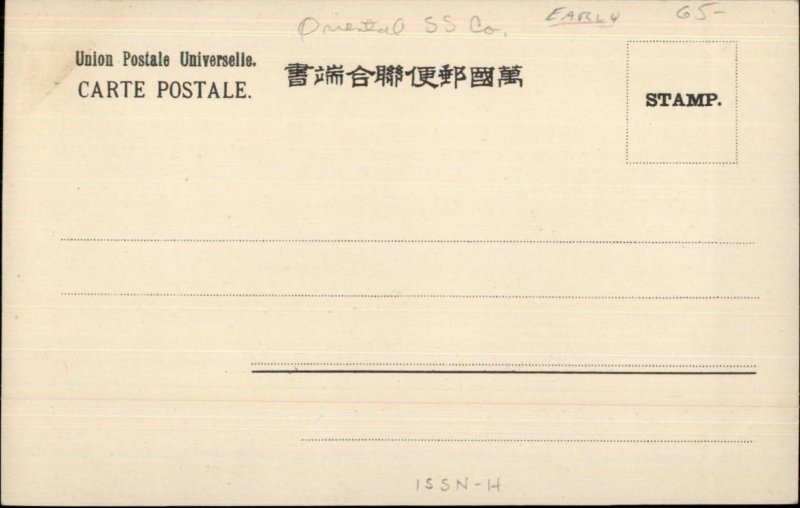 Oriental SS Co. EARLY 65-
Union Postale Universelle.
CARTE POSTALE.
書端合聯便郵國萬
STAMP.
ISSN-H